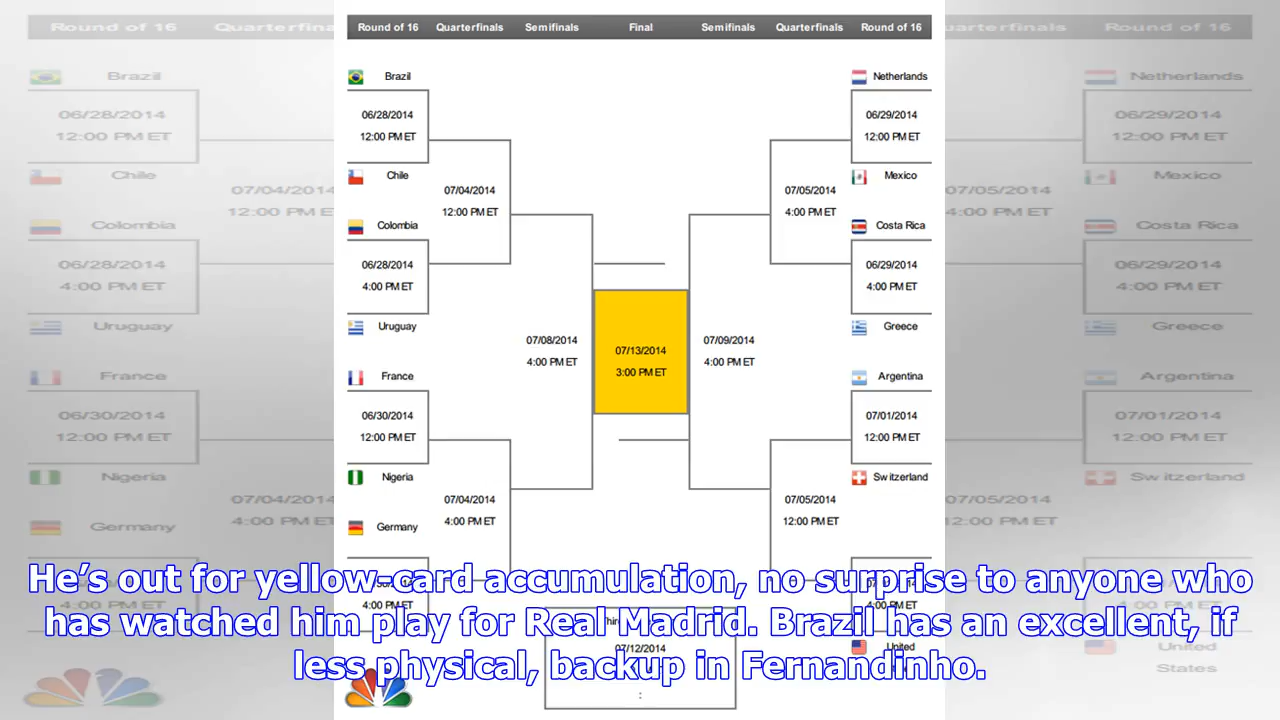 Round of 16 Quarterfinals Semifinals Final Semifinals Quarterfinals Round of 16
Brazil
06/28/2014
12:00 PM ET
Chile
07/04/2014
12:00 PM ET
Colombia
06/28/2014
4:00 PM ET
Uruguay
07/08/2014
4:00 PM ET
France
06/30/2014
12:00 PM ET
Nigeria
07/04/2014
4:00 PM ET
Germany
4:00 PM ET
07/13/2014
3:00 PM ET
07/12/2014
:
Netherlands
06/29/2014
12:00 PM ET
Mexico
07/05/2014
4:00 PM ET
Costa Rica
06/29/2014
4:00 PM ET
Greece
07/09/2014
4:00 PM ET
Argentina
07/01/2014
12:00 PM ET
Switzerland
07/05/2014
12:00 PM ET
4:00 PM ET
United
He’s out for yellow-card accumulation, no surprise to anyone who
has watched him play for Real Madrid. Brazil has an excellent, if
less physical, backup in Fernandinho.